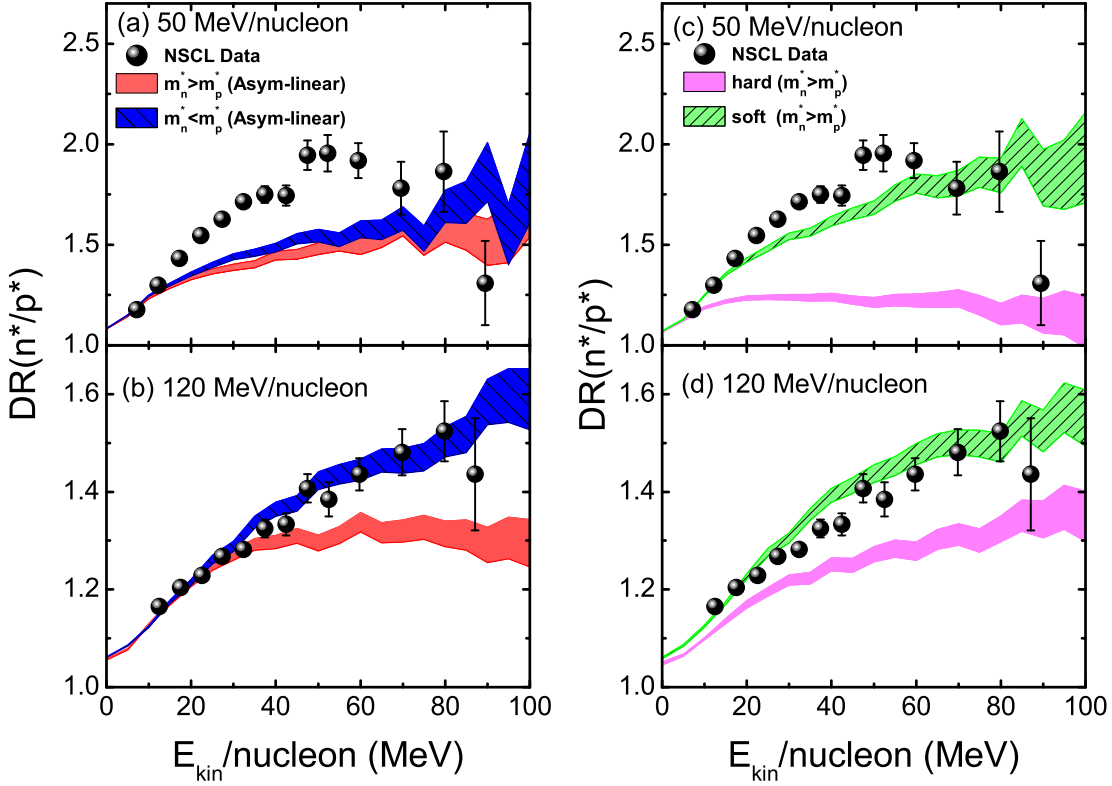 (a) 50 MeV/nucleon
NSCL Data
m*n>m*p (Asym-linear)
m*n<m*p (Asym-linear)
2.5
2.0
1.5
1.0
DR(n*/p*)
(c) 50 MeV/nucleon
NSCL Data
hard (m*n>m*p)
soft (m*n>m*p)
2.5
2.0
1.5
1.0
DR(n*/p*)
(b) 120 MeV/nucleon
1.6
1.4
1.2
1.0
0 20 40 60 80 100
Ekin/nucleon (MeV)
(d) 120 MeV/nucleon
1.6
1.4
1.2
1.0
0 20 40 60 80 100
Ekin/nucleon (MeV)